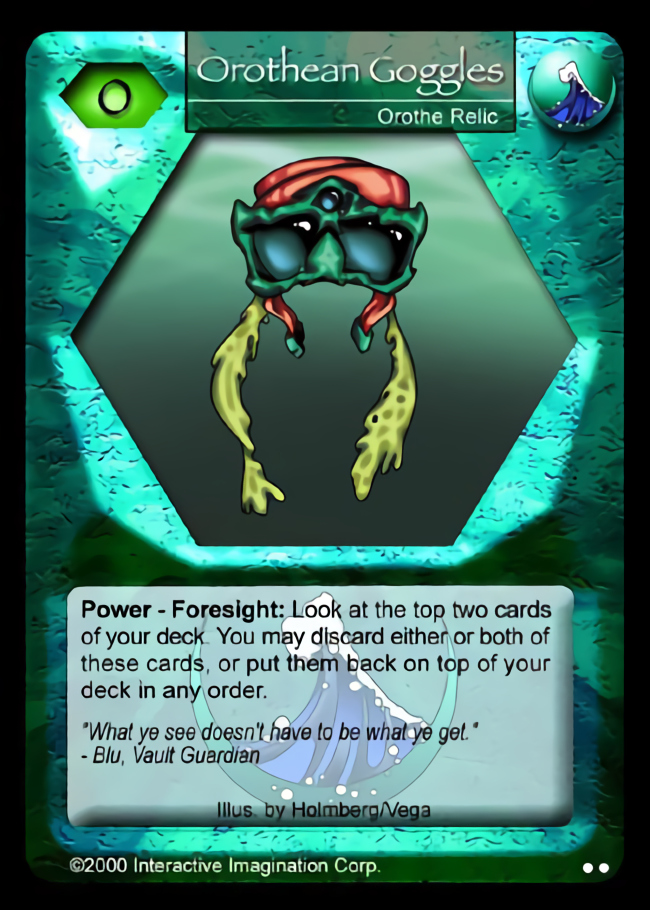 0
Orothean Goggles
Orothe Relic
Power - Foresight: Look at the top two cards
of your deck. You may discard either or both of
these cards, or put them back on top of your
deck in any order.
"What ye see doesn't have to be what ye get."
- Blu, Vault Guardian
Illus. by Holmberg/Vega
©2000 Interactive Imagination Corp.